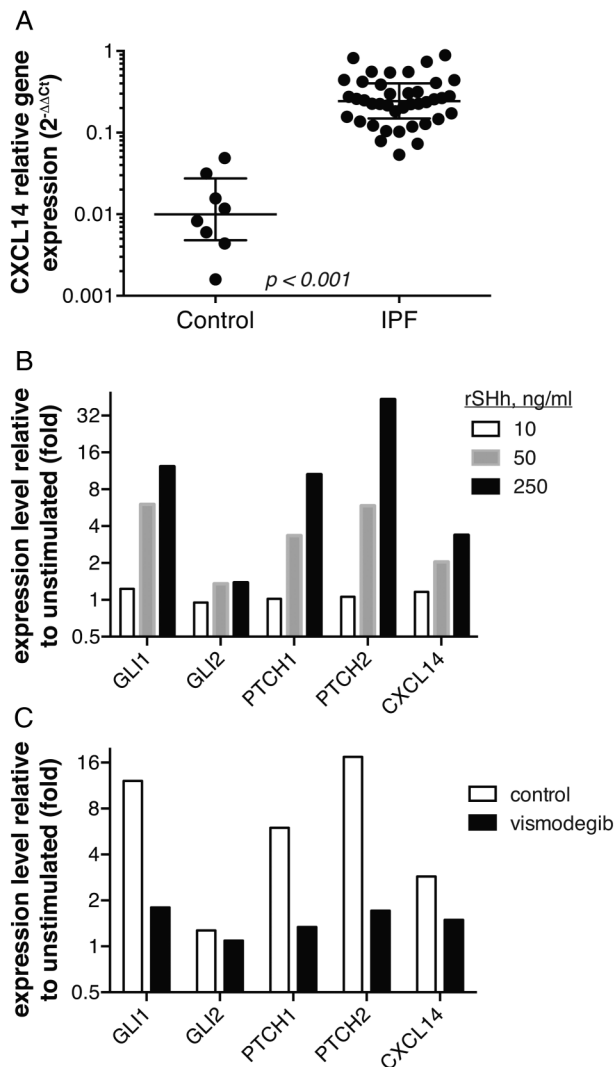 A
CXCL14 relative gene
expression (2-ΔΔCt)
1
0.1
0.01
0.001
p < 0.001
Control
IPF
B
expression level relative
to unstimulated (fold)
32
16
8
4
2
1
0.5
rSHh, ng/ml
10
50
250
GLI1
GLI2
PTCH1
PTCH2
CXCL14
C
expression level relative
to unstimulated (fold)
16
8
4
2
1
0.5
control
vismodegib
GLI1
GLI2
PTCH1
PTCH2
CXCL14